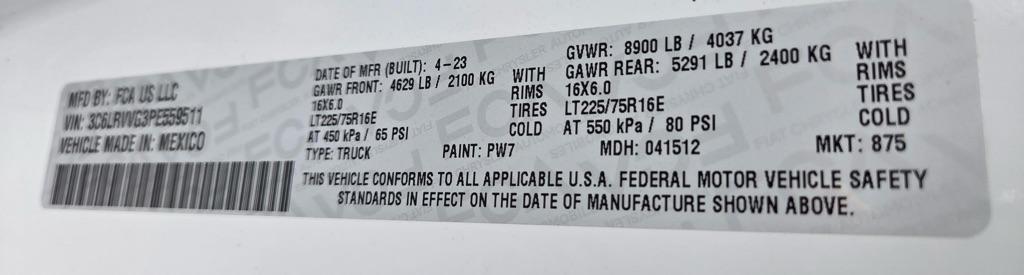 MFD BY: FCA US LLC
VIN: 3C6LRVVG3PE559511
VEHICLE MADE IN: MEXICO
DATE OF MFR (BUILT): 4-23
GVWR: 8900 LB / 4037 KG
GAWR FRONT: 4629 LB / 2100 KG WITH
16X6.0 RIMS
LT225/75R16E TIRES
AT 450 kPa / 65 PSI COLD
GAWR REAR: 5291 LB / 2400 KG WITH
16X6.0 RIMS
LT225/75R16E TIRES
AT 550 kPa / 80 PSI COLD
TYPE: TRUCK PAINT: PW7 MDH: 041512 MKT: 875
THIS VEHICLE CONFORMS TO ALL APPLICABLE U.S.A. FEDERAL MOTOR VEHICLE SAFETY
STANDARDS IN EFFECT ON THE DATE OF MANUFACTURE SHOWN ABOVE.